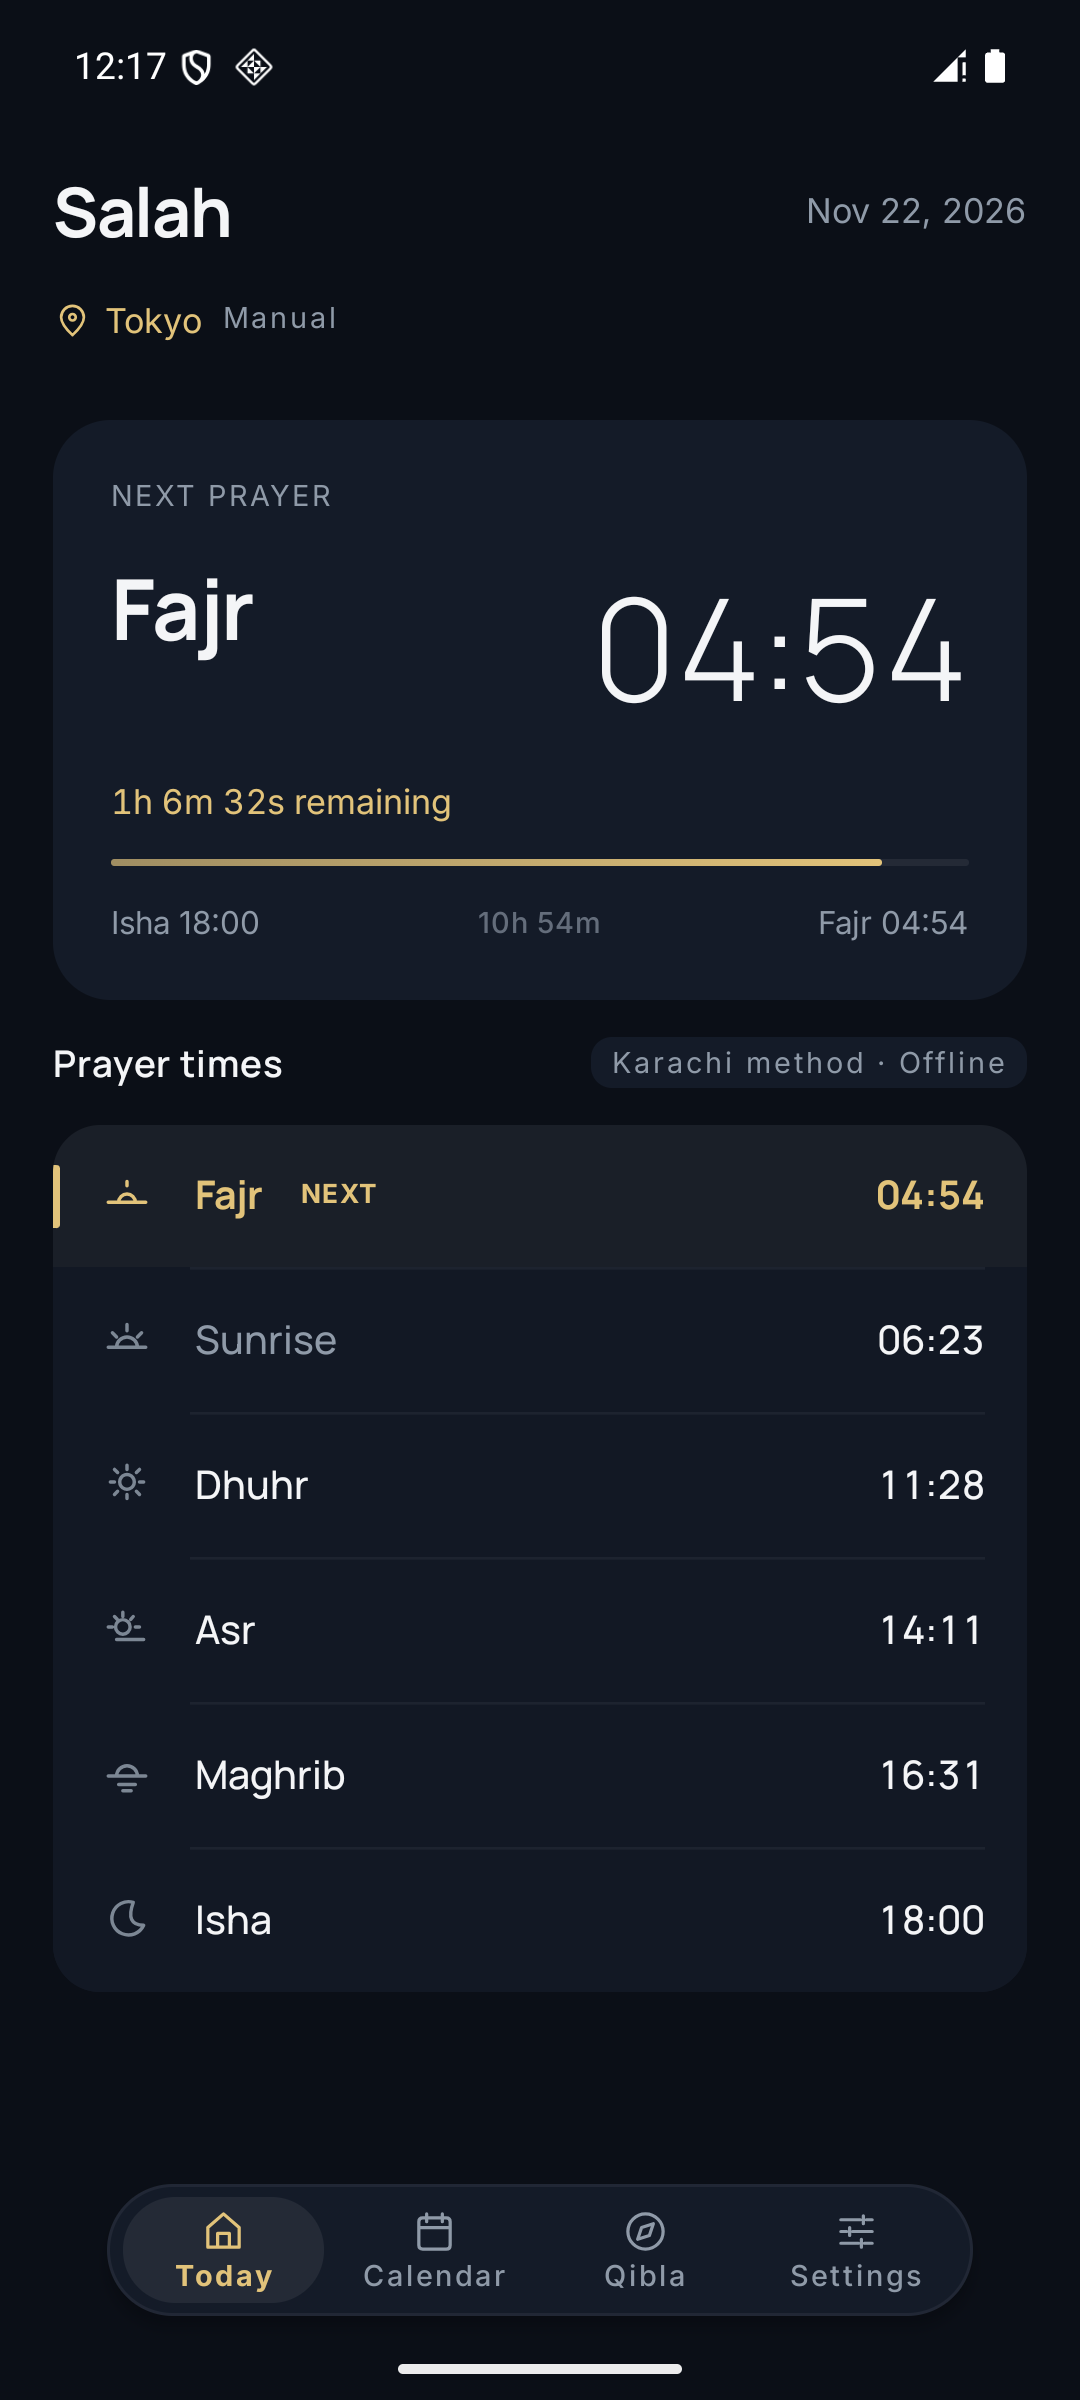 12:17
Salah
Nov 22, 2026
Tokyo Manual
NEXT PRAYER
Fajr
04:54
1h 6m 32s remaining
Isha 18:00
10h 54m
Fajr 04:54
Prayer times
Karachi method · Offline
Fajr NEXT 04:54
Sunrise 06:23
Dhuhr 11:28
Asr 14:11
Maghrib 16:31
Isha 18:00
Today
Calendar
Qibla
Settings